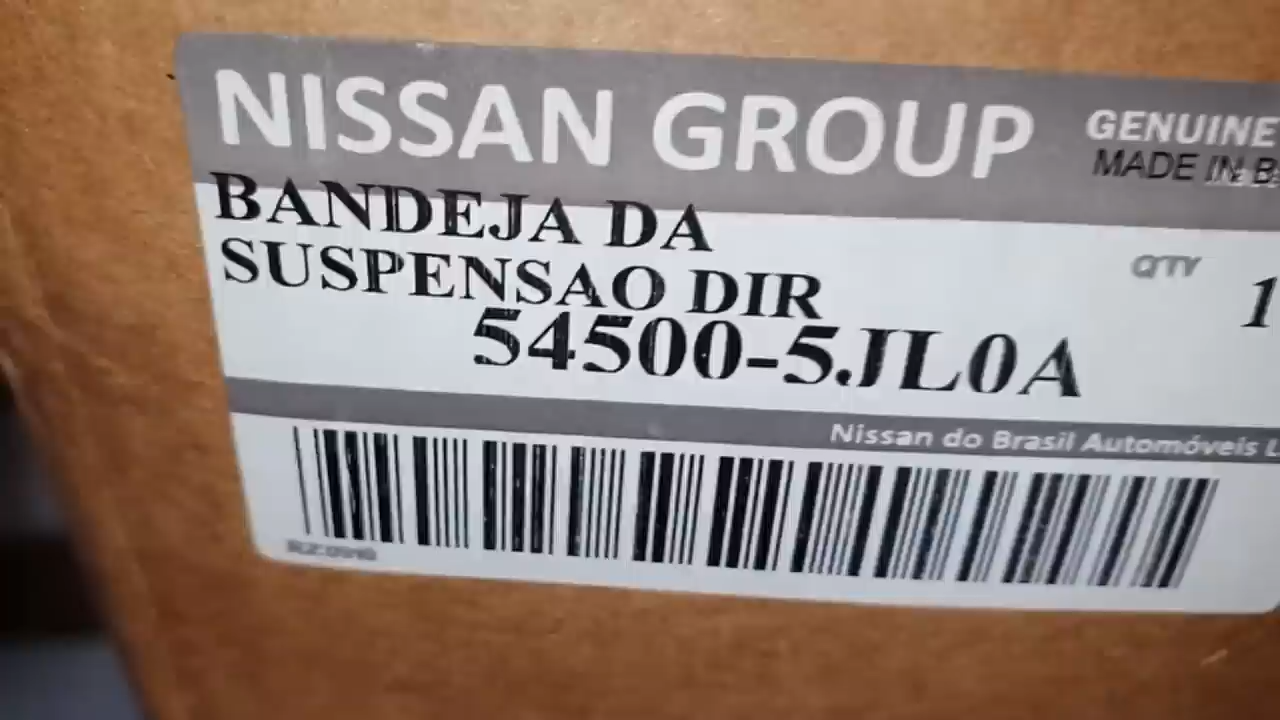 NISSAN GROUP
GENUINE
MADE IN B
BANDEJA DA
SUSPENSAO DIR
QTY
1
54500-5JL0A
Nissan do Brasil Automóveis L